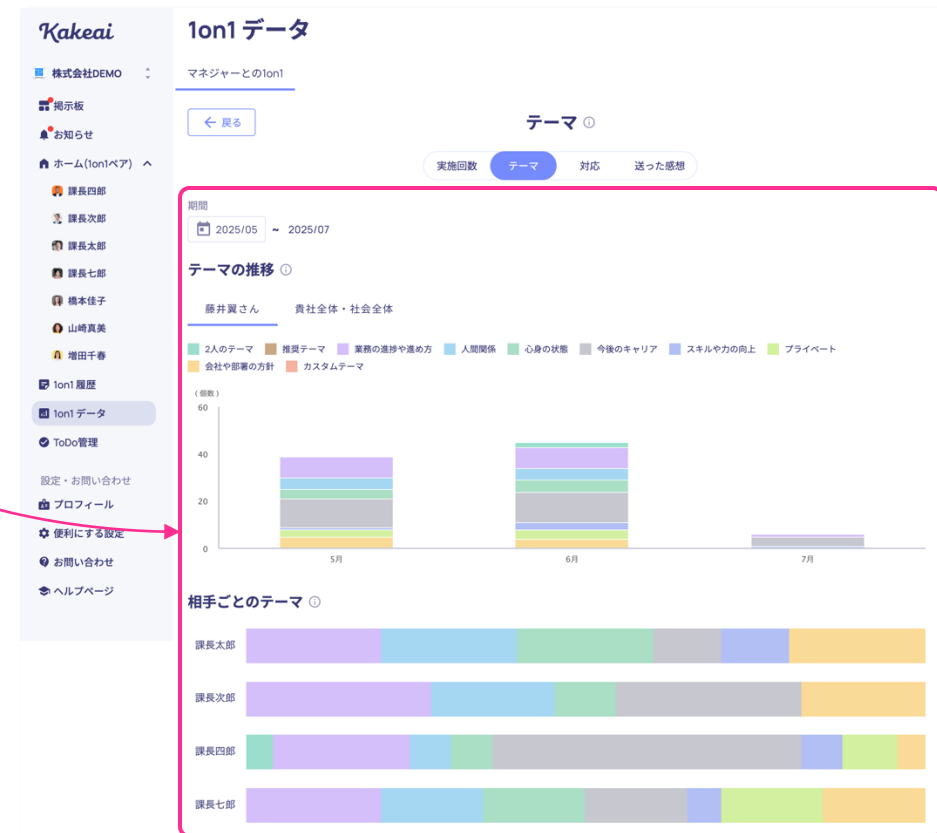 Kakeai
株式会社DEMO
掲示板
お知らせ
ホーム(1on1ペア)
課長四郎
課長次郎
課長太郎
課長七郎
橋本佳子
山崎真美
増田千春
1on1 履歴
1on1 データ
ToDo管理
設定・お問い合わせ
プロフィール
便利にする設定
お問い合わせ
ヘルプページ
1on1 データ
マネジャーとの1on1
戻る
テーマ
実施回数 テーマ 対応 送った感想
期間
2025/05 ~ 2025/07
テーマの推移
藤井翼さん 貴社全体・社会全体
2人のテーマ 推奨テーマ 業務の進捗や進め方 人間関係 心身の状態 今後のキャリア スキルや力の向上 プライベート
会社や部署の方針 カスタムテーマ
(個数)
60
40
20
0
5月 6月 7月
相手ごとのテーマ
課長太郎
課長次郎
課長四郎
課長七郎